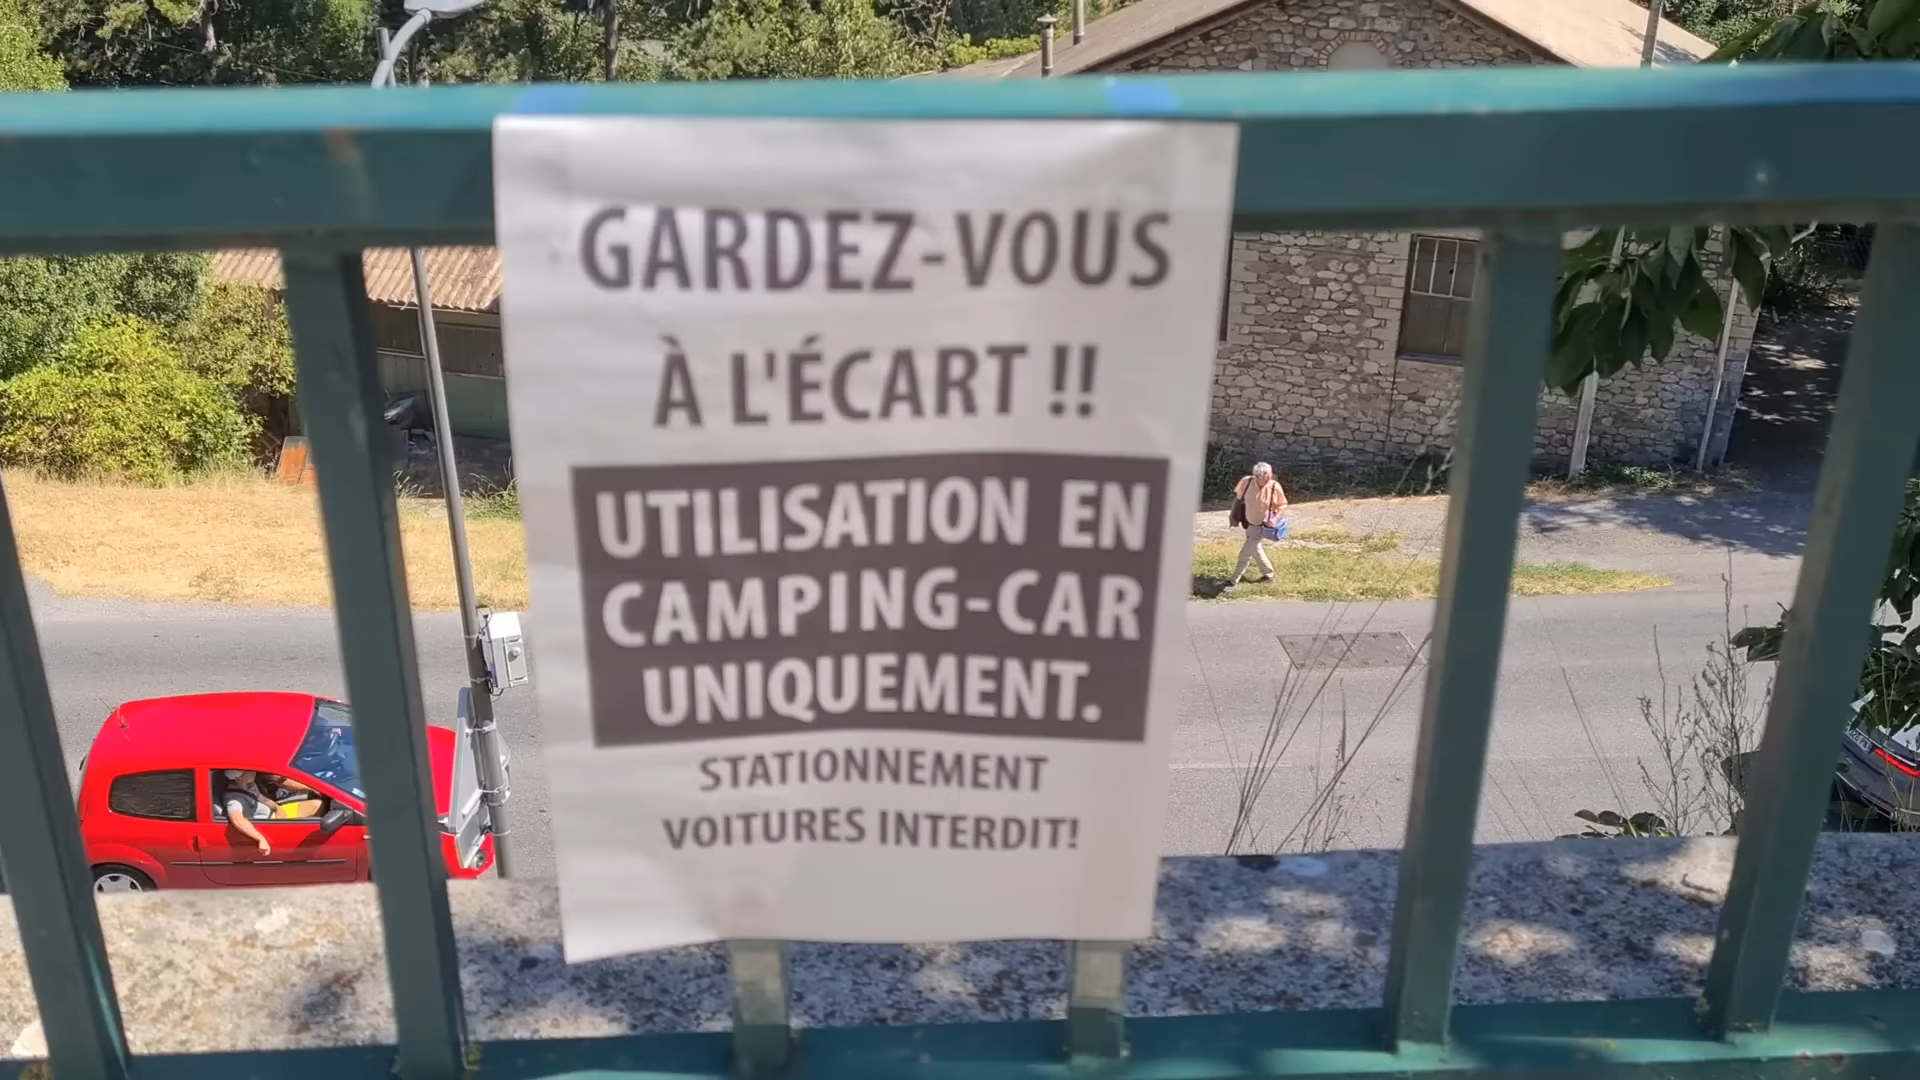 GARDEZ-VOUS
À L'ÉCART !!
UTILISATION EN
CAMPING-CAR
UNIQUEMENT.
STATIONNEMENT
VOITURES INTERDIT!